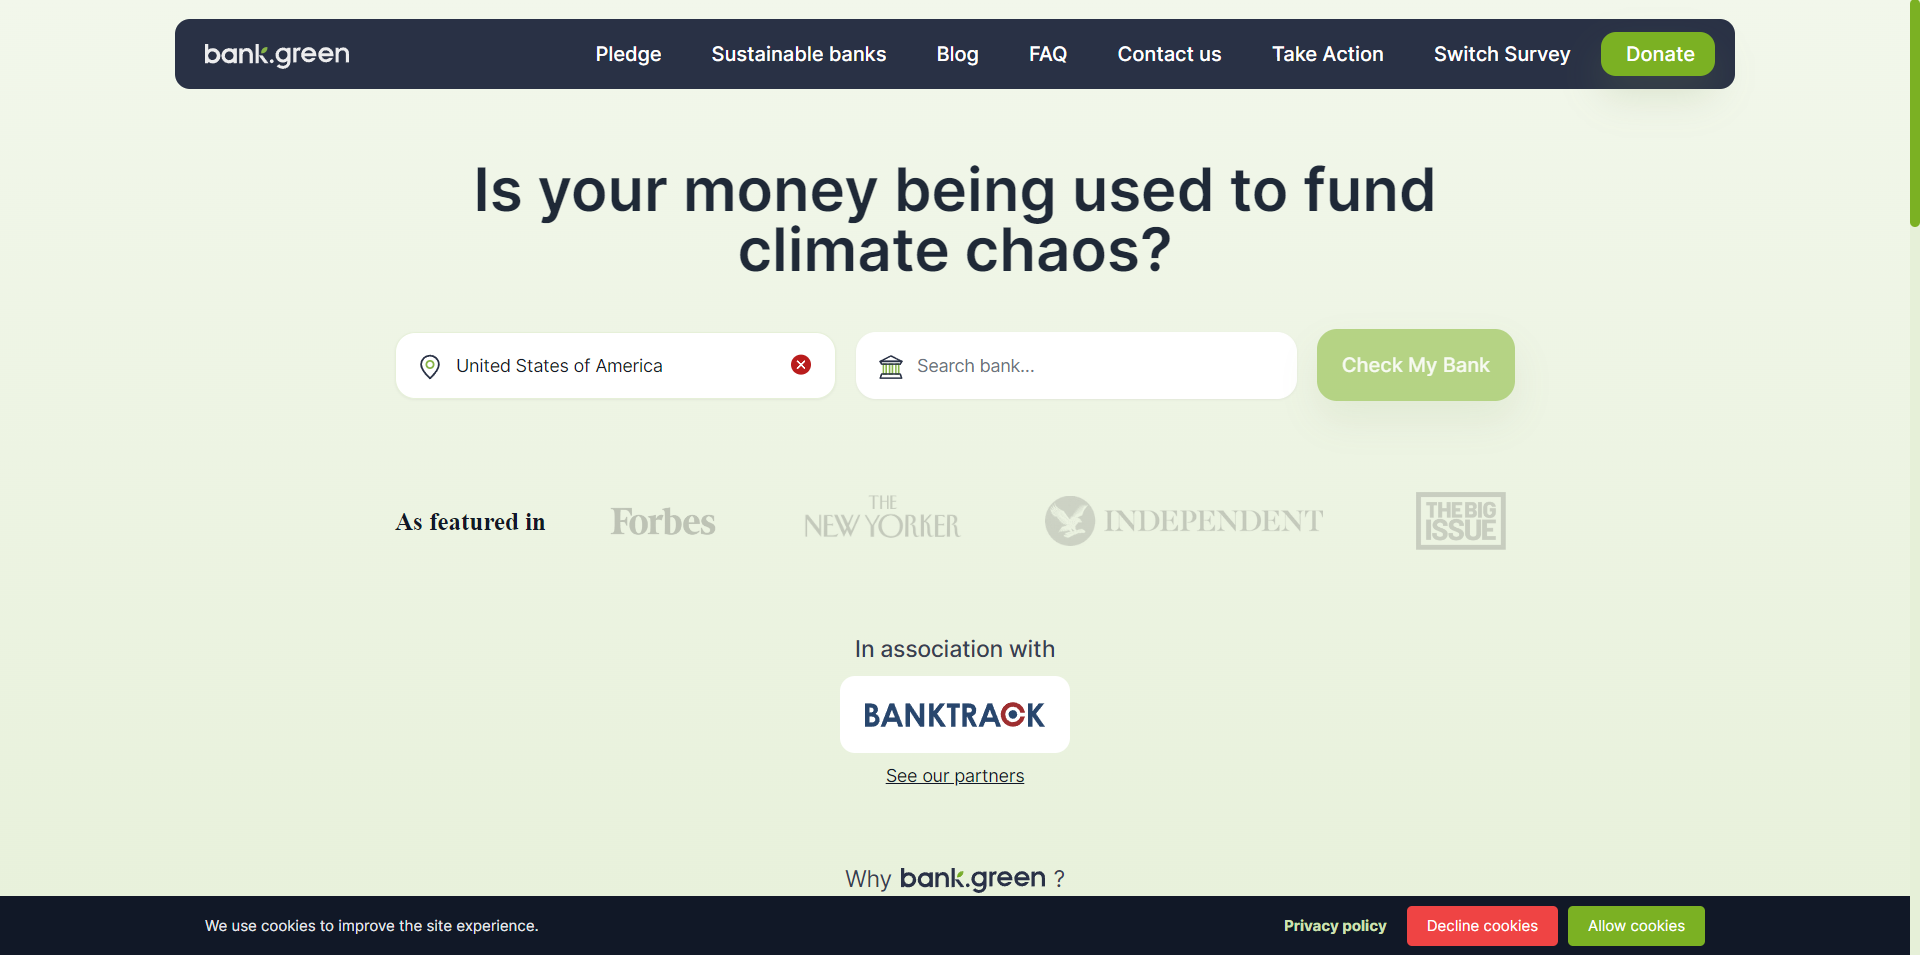 bank.green
Pledge
Sustainable banks
Blog
FAQ
Contact us
Take Action
Switch Survey
Donate
Is your money being used to fund
climate chaos?
United States of America
Search bank...
Check My Bank
As featured in
Forbes
THE
NEW YORKER
INDEPENDENT
THE BIG
ISSUE
In association with
BANKTRACK
See our partners
Why bank.green ?
We use cookies to improve the site experience.
Privacy policy
Decline cookies
Allow cookies